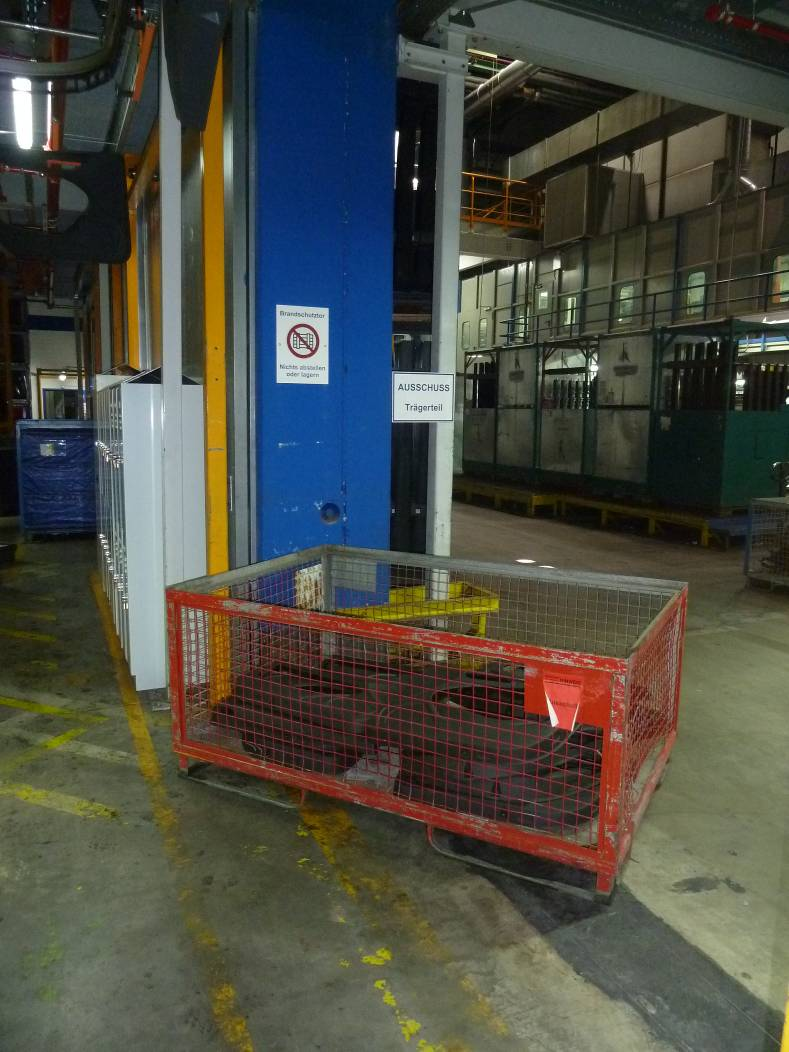 Brandschutztor
Nichts abstellen
oder lagern
AUSSCHUSS
Trägerteil